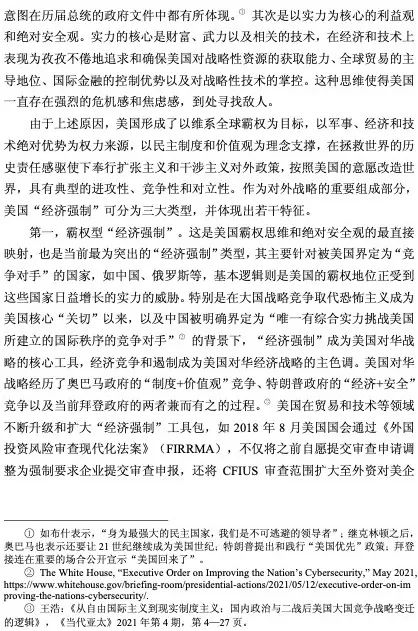 意图在历届总统的政府文件中都有所体现。① 其次是以实力为核心的利益观
和绝对安全观。实力的核心是财富、武力以及相关的技术，在经济和技术上
表现为孜孜不倦地追求和确保美国对战略性资源的获取能力、全球贸易的主
导地位、国际金融的控制优势以及对战略性技术的掌控。这种思维使得美国
一直存在强烈的危机感和焦虑感，到处寻找敌人。
由于上述原因，美国形成了以维系全球霸权为目标，以军事、经济和技
术绝对优势为权力来源，以民主制度和价值观为理念支撑，在拯救世界的历
史责任感驱使下奉行扩张主义和干涉主义对外政策，按照美国的意愿改造世
界，具有典型的进攻性、竞争性和对立性。作为对外战略的重要组成部分，
美国“经济强制”可分为三大类型，并体现出若干特征。
第一，霸权型“经济强制”。这是美国霸权思维和绝对安全观的最直接
映射，也是当前最为突出的“经济强制”类型，其主要针对被美国界定为“竞
争对手”的国家，如中国、俄罗斯等，基本逻辑则是美国的霸权地位正受到
这些国家日益增长的实力的威胁。特别是在大国战略竞争取代恐怖主义成为
美国核心“关切”以来，以及中国被明确界定为“唯一有综合实力挑战美国
所建立的国际秩序的竞争对手”② 的背景下，“经济强制”成为美国对华战
略的核心工具，经济竞争和遏制成为美国对华经济战略的主色调。美国对华
战略经历了奥巴马政府的“制度+价值观”竞争、特朗普政府的“经济+安全”
竞争以及当前拜登政府的两者兼而有之的过程。③ 美国在贸易和技术等领域
不断升级和扩大“经济强制”工具包，如 2018 年 8 月美国国会通过《外国
投资风险审查现代化法案》（FIRRMA），不仅将之前自愿提交审查申请调
整为强制要求企业提交审查申报，还将 CFIUS 审查范围扩大至外资对美企
① 如布什表示，“身为最强大的民主国家，我们是不可逃避的领导者”；继克林顿之后，
奥巴马也表示还要让 21 世纪继续成为美国世纪；特朗普提出和践行“美国优先”政策；拜登
接连在重要的场合公开宣示“美国回来了”。
② The White House, “Executive Order on Improving the Nation’s Cybersecurity,” May 2021,
https://www.whitehouse.gov/briefing-room/presidential-actions/2021/05/12/executive-order-on-im
proving-the-nations-cybersecurity/.
③ 王浩：《从自由国际主义到现实制度主义：国内政治与二战后美国大国竞争战略变迁
的逻辑》，《当代亚太》2021 年第 4 期，第 4—27 页。